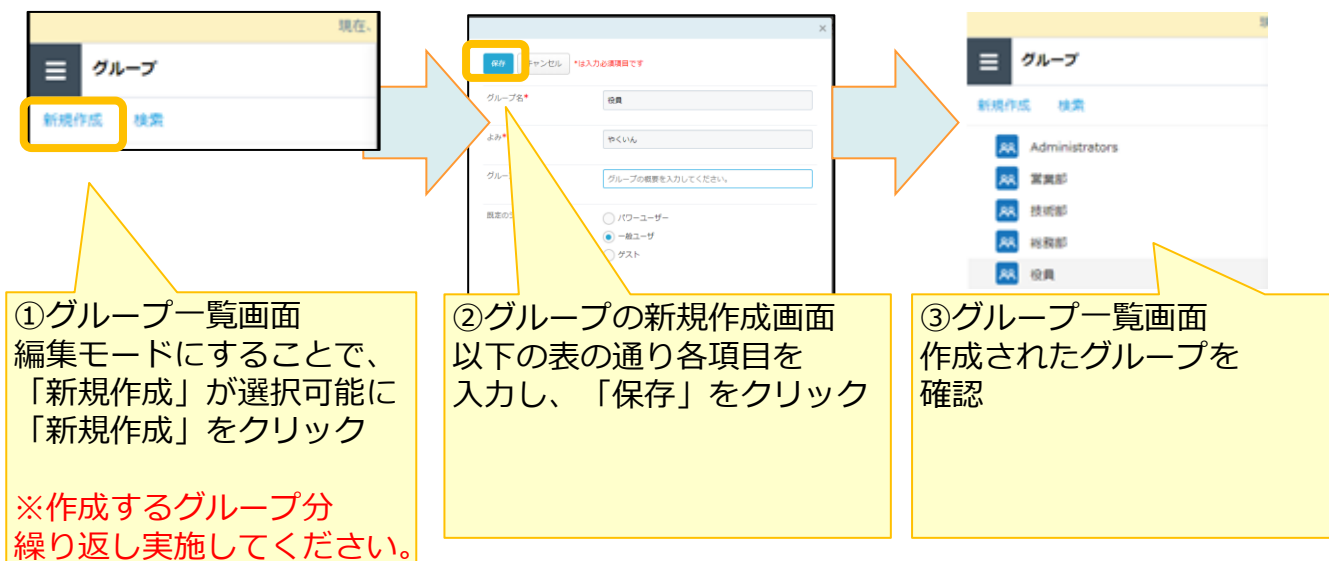 現在、
グループ
新規作成 検索
①グループ一覧画面
編集モードにすることで、
「新規作成」が選択可能に
「新規作成」をクリック
※作成するグループ分
繰り返し実施してください。
×
保存 キャンセル *は入力必須項目です
グループ名* 役員
よみ* やくいん
グルー グループの概要を入力してください。
既定の
パワーユーザー
一般ユーザ
ゲスト
②グループの新規作成画面
以下の表の通り各項目を
入力し、「保存」をクリック
グループ
新規作成 検索
Administrators
営業部
技術部
総務部
役員
③グループ一覧画面
作成されたグループを
確認